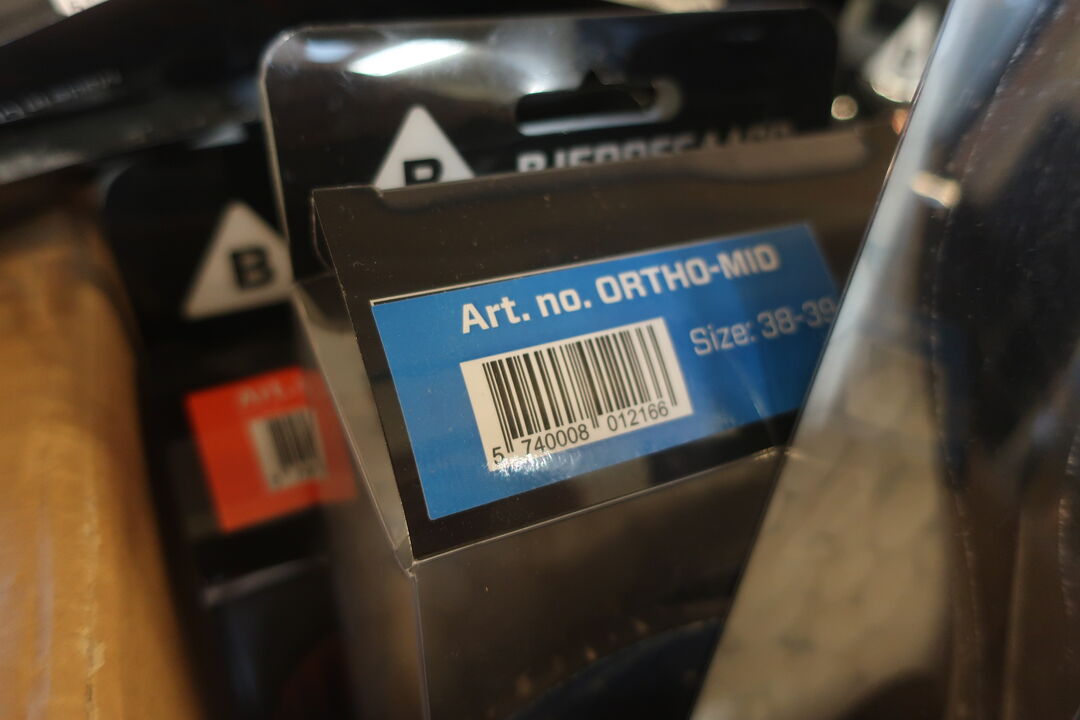 B
B
Art. no. ORTHO-MID
Size: 38-39
5 740008 012166